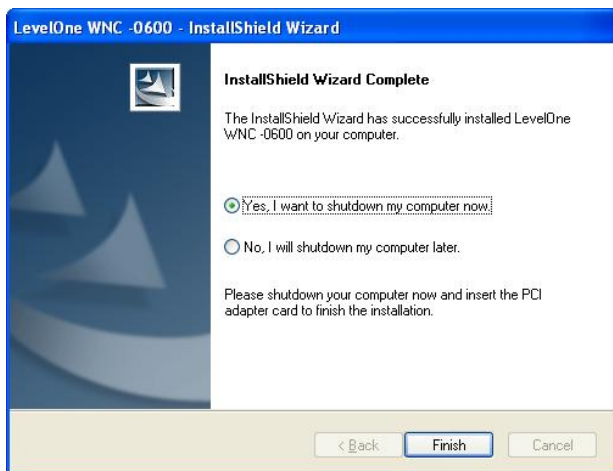 LevelOne WNC -0600 - InstallShield Wizard
InstallShield Wizard Complete
The InstallShield Wizard has successfully installed LevelOne
WNC -0600 on your computer.
Yes, I want to shutdown my computer now.
No, I will shutdown my computer later.
Please shutdown your computer now and insert the PCI
adapter card to finish the installation.
< Back
Finish
Cancel